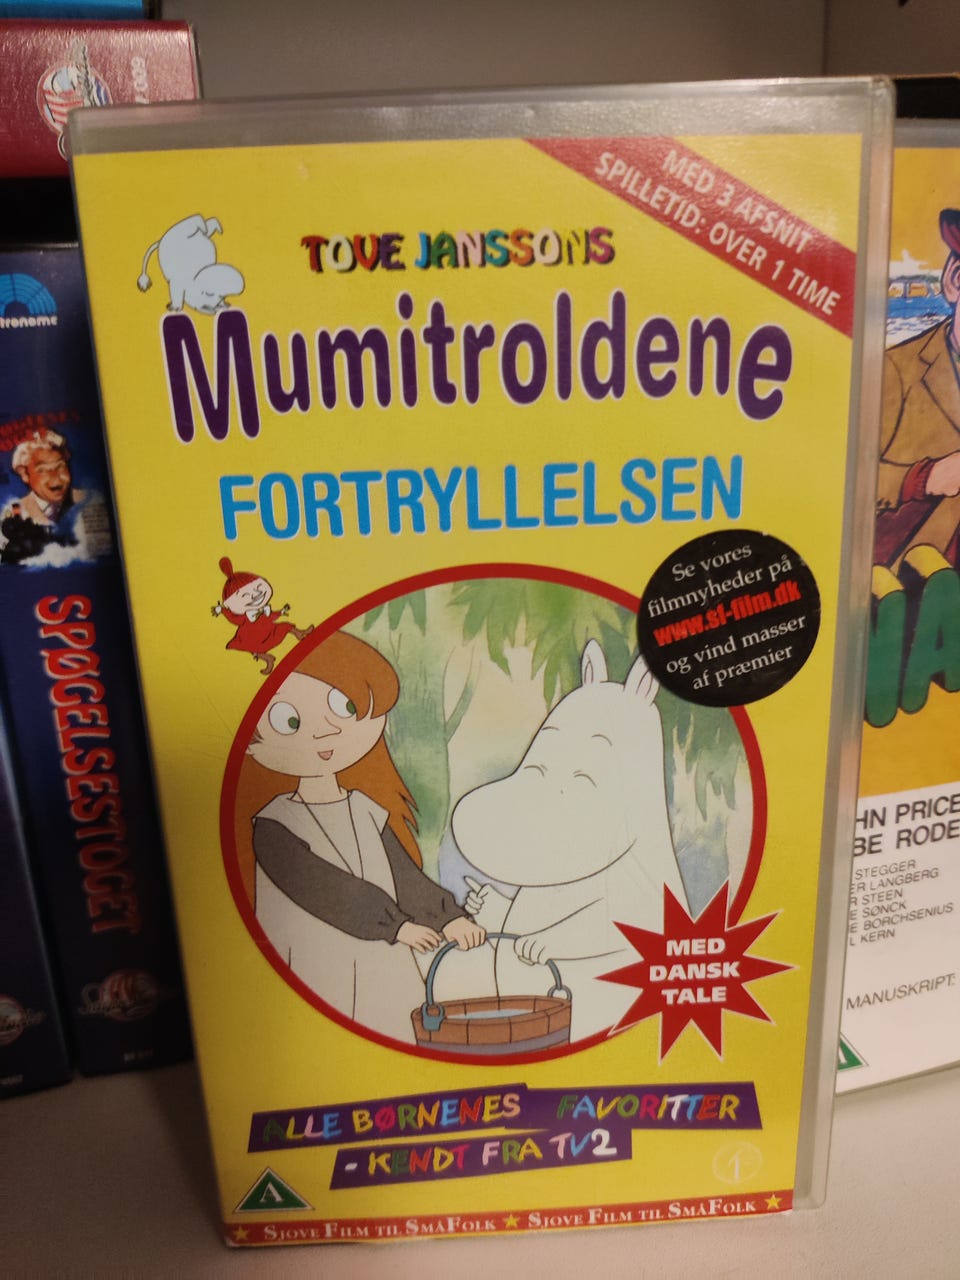 MED 3 AFSNIT
SPILLETID: OVER 1 TIME
TOVE JANSSONS
Mumitroldene
FORTRYLLELSEN
Se vores
filmnyheder på
www.sf-film.dk
og vind masser
af præmier
MED
DANSK
TALE
ALLE BØRNENES FAVORITTER
- KENDT FRA TV2
A
SJOVE FILM TIL SMÅFOLK ★ SJOVE FILM TIL SMÅFOLK ★
SPØGELSESTOGET
tronome
HN PRICE
BE RODE
STEGGER
ER LANGBERG
R STEEN
E SØNCK
E BORCHSENIUS
L KERN
MANUSKRIPT: